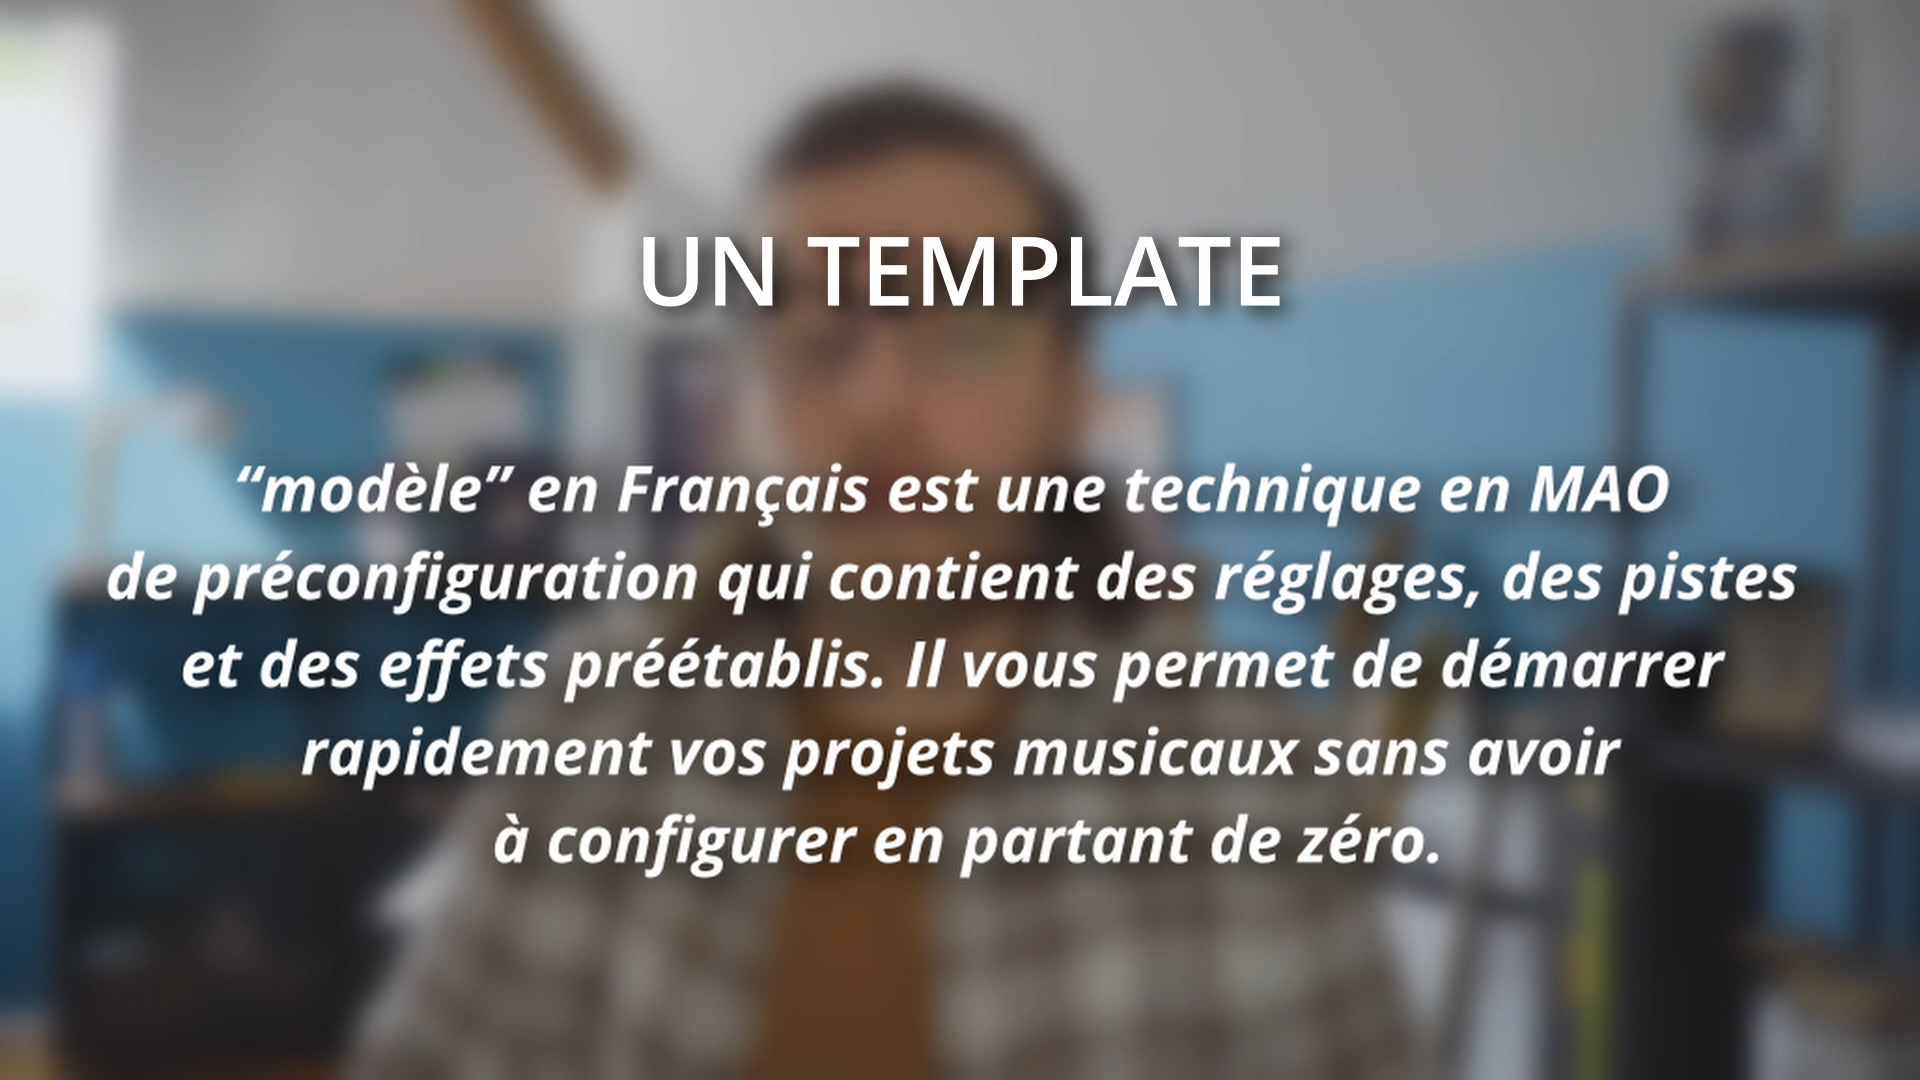 UN TEMPLATE
“modèle” en Français est une technique en MAO
de préconfiguration qui contient des réglages, des pistes
et des effets préétablis. Il vous permet de démarrer
rapidement vos projets musicaux sans avoir
à configurer en partant de zéro.